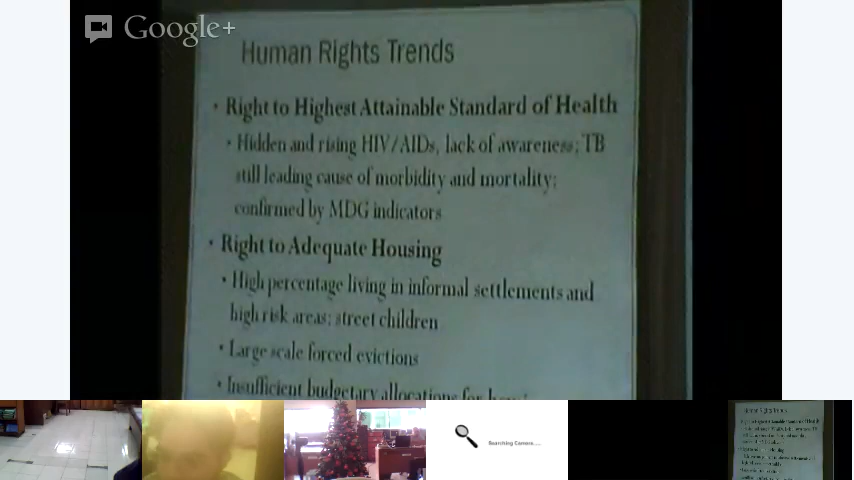 Google+
Human Rights Trends
• Right to Highest Attainable Standard of Health
• Hidden and rising HIV/AIDs, lack of awareness; TB
still leading cause of morbidity and mortality;
confirmed by MDG indicators
• Right to Adequate Housing
• High percentage living in informal settlements and
high risk areas; street children
• Large scale forced evictions
• Insufficient budgetary allocations for
Searching Camera....
Human Rights Trends